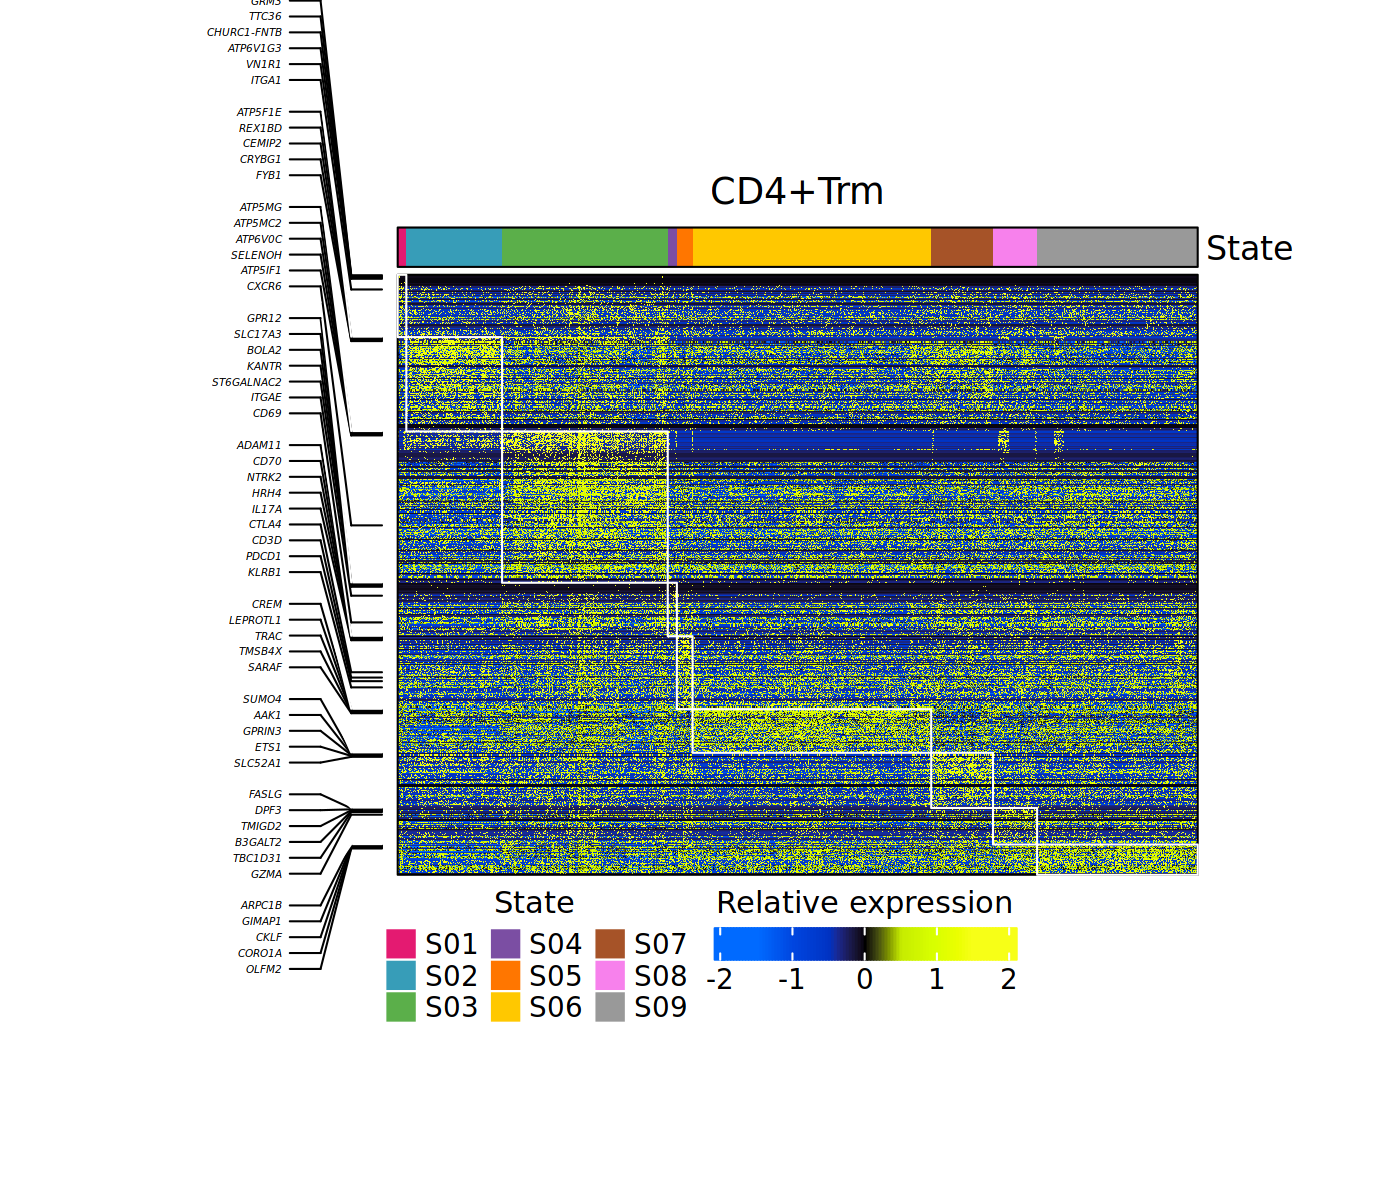 GRM5
TTC36
CHURC1-FNTB
ATP6V1G3
VN1R1
ITGA1
ATP5F1E
REX1BD
CEMIP2
CRYBG1
FYB1
ATP5MG
ATP5MC2
ATP6V0C
SELENOH
ATP5IF1
CXCR6
GPR12
SLC17A3
BOLA2
KANTR
ST6GALNAC2
ITGAE
CD69
ADAM11
CD70
NTRK2
HRH4
IL17A
CTLA4
CD3D
PDCD1
KLRB1
CREM
LEPROTL1
TRAC
TMSB4X
SARAF
SUMO4
AAK1
GPRIN3
ETS1
SLC52A1
FASLG
DPF3
TMIGD2
B3GALT2
TBC1D31
GZMA
ARPC1B
GIMAP1
CKLF
CORO1A
OLFM2
CD4+Trm
State
State
S01 S04 S07
S02 S05 S08
S03 S06 S09
Relative expression
-2 -1 0 1 2